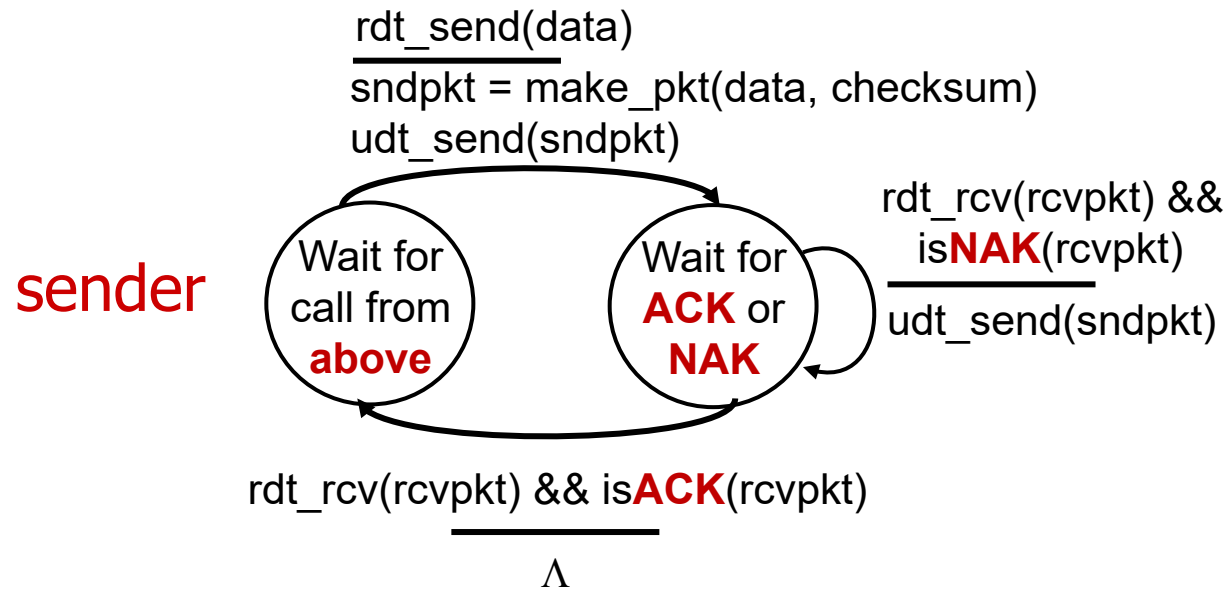 rdt_send(data)
sndpkt = make_pkt(data, checksum)
udt_send(sndpkt)
sender
Wait for
call from
above
Wait for
ACK or
NAK
rdt_rcv(rcvpkt) &&
isNAK(rcvpkt)
udt_send(sndpkt)
rdt_rcv(rcvpkt) && isACK(rcvpkt)
Λ